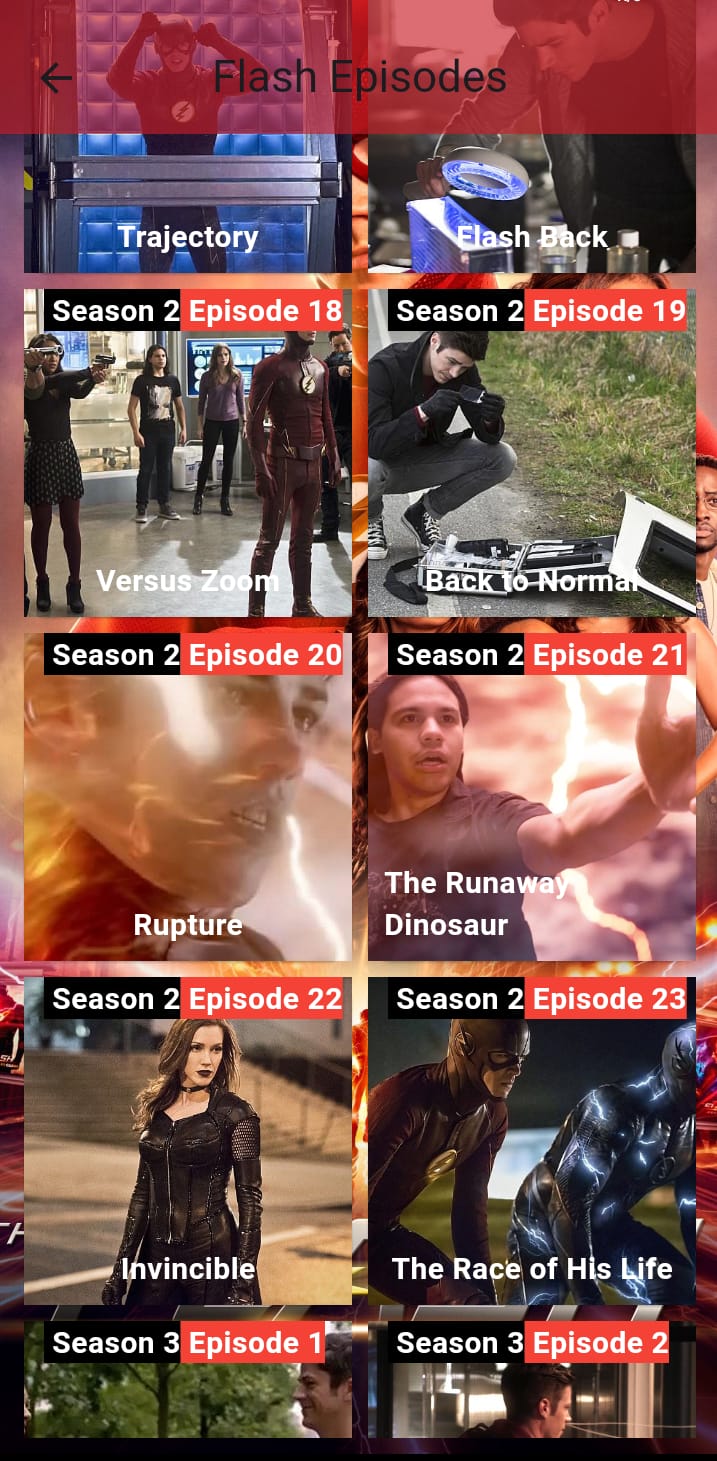 Flash Episodes
Trajectory
Flash Back
Season 2 Episode 18
Season 2 Episode 19
Versus Zoom
Back to Normal
Season 2 Episode 20
Season 2 Episode 21
Rupture
The Runaway
Dinosaur
Season 2 Episode 22
Season 2 Episode 23
Invincible
The Race of His Life
Season 3 Episode 1
Season 3 Episode 2